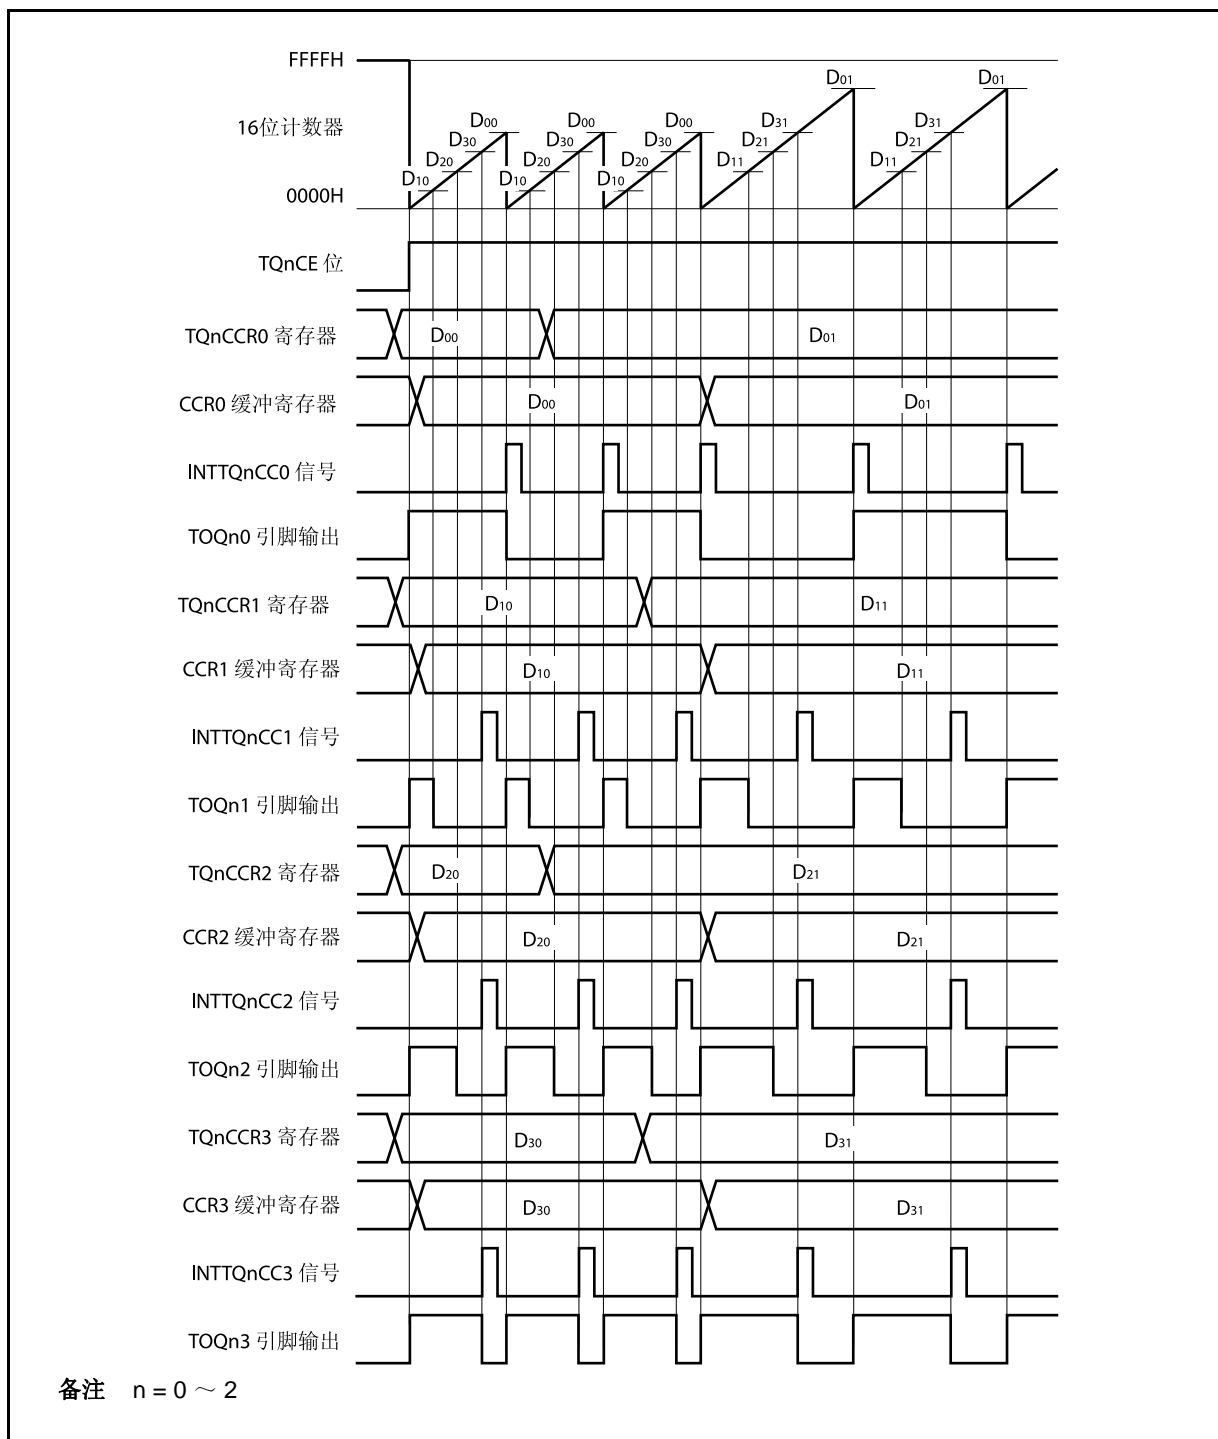 FFFFH
D01 D01
16位计数器
D00 D00 D00 D31 D31
D30 D30 D30 D21 D21
D20 D20 D20 D11 D11
D10 D10 D10
0000H
TQnCE 位
TQnCCR0 寄存器 D00 D01
CCR0 缓冲寄存器 D00 D01
INTTQnCC0 信号
TOQn0 引脚输出
TQnCCR1 寄存器 D10 D11
CCR1 缓冲寄存器 D10 D11
INTTQnCC1 信号
TOQn1 引脚输出
TQnCCR2 寄存器 D20 D21
CCR2 缓冲寄存器 D20 D21
INTTQnCC2 信号
TOQn2 引脚输出
TQnCCR3 寄存器 D30 D31
CCR3 缓冲寄存器 D30 D31
INTTQnCC3 信号
TOQn3 引脚输出
备注 n = 0 ～ 2